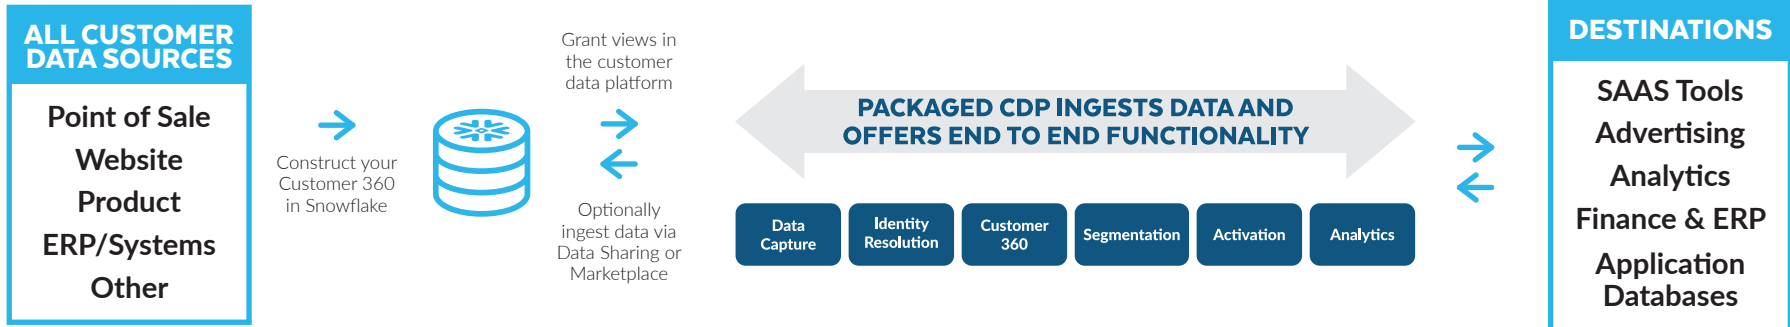 ALL CUSTOMER
DATA SOURCES
Point of Sale
Website
Product
ERP/Systems
Other
Construct your
Customer 360
in Snowflake
Grant views in
the customer
data platform
Optionally
ingest data via
Data Sharing or
Marketplace
PACKAGED CDP INGESTS DATA AND
OFFERS END TO END FUNCTIONALITY
Data
Capture
Identity
Resolution
Customer
360
Segmentation
Activation
Analytics
DESTINATIONS
SAAS Tools
Advertising
Analytics
Finance & ERP
Application
Databases